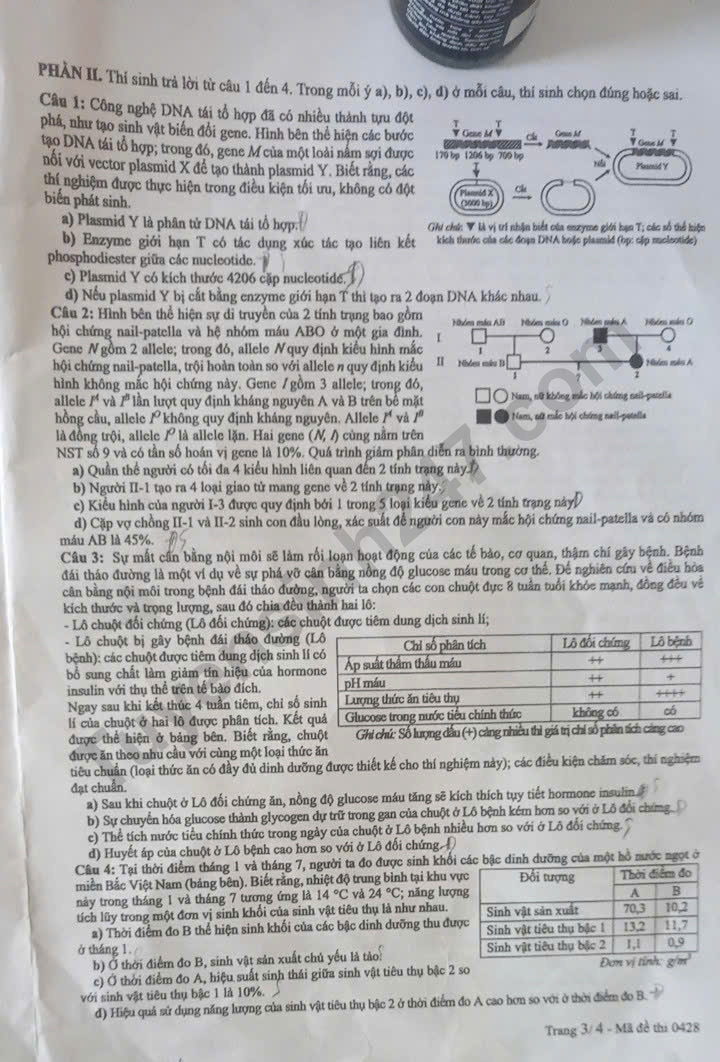 PHẦN II. Thí sinh trả lời từ câu 1 đến 4. Trong mỗi ý a), b), c), d) ở mỗi câu, thí sinh chọn đúng hoặc sai.
Câu 1: Công nghệ DNA tái tổ hợp đã có nhiều thành tựu đột
phá, như tạo sinh vật biến đổi gene. Hình bên thể hiện các bước
tạo DNA tái tổ hợp; trong đó, gene M của một loài nấm sợi được
nối với vector plasmid X để tạo thành plasmid Y. Biết rằng, các
thí nghiệm được thực hiện trong điều kiện tối ưu, không có đột
biến phát sinh.
a) Plasmid Y là phân tử DNA tái tổ hợp.
b) Enzyme giới hạn T có tác dụng xúc tác tạo liên kết
phosphodiester giữa các nucleotide.
c) Plasmid Y có kích thước 4206 cặp nucleotide.
d) Nếu plasmid Y bị cắt bằng enzyme giới hạn T thì tạo ra 2 đoạn DNA khác nhau.
T T
Gene M Cắt Gene M
170 bp 1206 bp 700 bp
Nối
T T
Gene M
Plasmid Y
Plasmid X
(3000 bp)
Cắt
Ghi chú: ▼ là vị trí nhận biết của enzyme giới hạn T; các số thể hiện
kích thước của các đoạn DNA hoặc plasmid (bp: cặp nucleotide)
Câu 2: Hình bên thể hiện sự di truyền của 2 tính trạng bao gồm
hội chứng nail-patella và hệ nhóm máu ABO ở một gia đình.
Gene N gồm 2 allele; trong đó, allele N quy định kiểu hình mắc
hội chứng nail-patella, trội hoàn toàn so với allele n quy định kiểu
hình không mắc hội chứng này. Gene I gồm 3 allele; trong đó,
allele Iᴬ và Iᴮ lần lượt quy định kháng nguyên A và B trên bề mặt
hồng cầu, allele Iᴼ không quy định kháng nguyên. Allele Iᴬ và Iᴮ
là đồng trội, allele Iᴼ là allele lặn. Hai gene (N, I) cùng nằm trên
NST số 9 và có tần số hoán vị gene là 10%. Quá trình giảm phân diễn ra bình thường.
Nhóm máu AB Nhóm máu O Nhóm máu A Nhóm máu O
I
1 2 3 4
II Nhóm máu B Nhóm máu A
1 ? 2
Nam, nữ không mắc hội chứng nail-patella
Nam, nữ mắc hội chứng nail-patella
a) Quần thể người có tối đa 4 kiểu hình liên quan đến 2 tính trạng này.
b) Người II-1 tạo ra 4 loại giao tử mang gene về 2 tính trạng này.
c) Kiểu hình của người I-3 được quy định bởi 1 trong 5 loại kiểu gene về 2 tính trạng này.
d) Cặp vợ chồng II-1 và II-2 sinh con đầu lòng, xác suất để người con này mắc hội chứng nail-patella và có nhóm
máu AB là 45%.
Câu 3: Sự mất cân bằng nội môi sẽ làm rối loạn hoạt động của các tế bào, cơ quan, thậm chí gây bệnh. Bệnh
đái tháo đường là một ví dụ về sự phá vỡ cân bằng nồng độ glucose máu trong cơ thể. Để nghiên cứu về điều hòa
cân bằng nội môi trong bệnh đái tháo đường, người ta chọn các con chuột đực 8 tuần tuổi khỏe mạnh, đồng đều về
kích thước và trọng lượng, sau đó chia đều thành hai lô:
- Lô chuột đối chứng (Lô đối chứng): các chuột được tiêm dung dịch sinh lí;
- Lô chuột bị gây bệnh đái tháo đường (Lô
bệnh): các chuột được tiêm dung dịch sinh lí có
bổ sung chất làm giảm tín hiệu của hormone
insulin với thụ thể trên tế bào đích.
Ngay sau khi kết thúc 4 tuần tiêm, chỉ số sinh
lí của chuột ở hai lô được phân tích. Kết quả
được thể hiện ở bảng bên. Biết rằng, chuột
được ăn theo nhu cầu với cùng một loại thức ăn
tiêu chuẩn (loại thức ăn có đầy đủ dinh dưỡng được thiết kế cho thí nghiệm này); các điều kiện chăm sóc, thí nghiệm
đạt chuẩn.
Chỉ số phân tích Lô đối chứng Lô bệnh
Áp suất thẩm thấu máu ++ +++
pH máu ++ +
Lượng thức ăn tiêu thụ ++ ++++
Glucose trong nước tiểu chính thức không có có
Ghi chú: Số lượng dấu (+) càng nhiều thì giá trị chỉ số phân tích càng cao
a) Sau khi chuột ở Lô đối chứng ăn, nồng độ glucose máu tăng sẽ kích thích tụy tiết hormone insulin.
b) Sự chuyển hóa glucose thành glycogen dự trữ trong gan của chuột ở Lô bệnh kém hơn so với ở Lô đối chứng.
c) Thể tích nước tiểu chính thức trong ngày của chuột ở Lô bệnh nhiều hơn so với ở Lô đối chứng.
d) Huyết áp của chuột ở Lô bệnh cao hơn so với ở Lô đối chứng.
Câu 4: Tại thời điểm tháng 1 và tháng 7, người ta đo được sinh khối các bậc dinh dưỡng của một hồ nước ngọt ở
miền Bắc Việt Nam (bảng bên). Biết rằng, nhiệt độ trung bình tại khu vực
này trong tháng 1 và tháng 7 tương ứng là 14 °C và 24 °C; năng lượng
tích lũy trong một đơn vị sinh khối của sinh vật tiêu thụ là như nhau.
a) Thời điểm đo B thể hiện sinh khối của các bậc dinh dưỡng thu được
ở tháng 1.
b) Ở thời điểm đo B, sinh vật sản xuất chủ yếu là tảo.
c) Ở thời điểm đo A, hiệu suất sinh thái giữa sinh vật tiêu thụ bậc 2 so
với sinh vật tiêu thụ bậc 1 là 10%.
d) Hiệu quả sử dụng năng lượng của sinh vật tiêu thụ bậc 2 ở thời điểm đo A cao hơn so với ở thời điểm đo B.
Đối tượng Thời điểm đo
A B
Sinh vật sản xuất 70,3 10,2
Sinh vật tiêu thụ bậc 1 13,2 11,7
Sinh vật tiêu thụ bậc 2 1,1 0,9
Đơn vị tính: g/m³
Trang 3/4 - Mã đề thi 0428